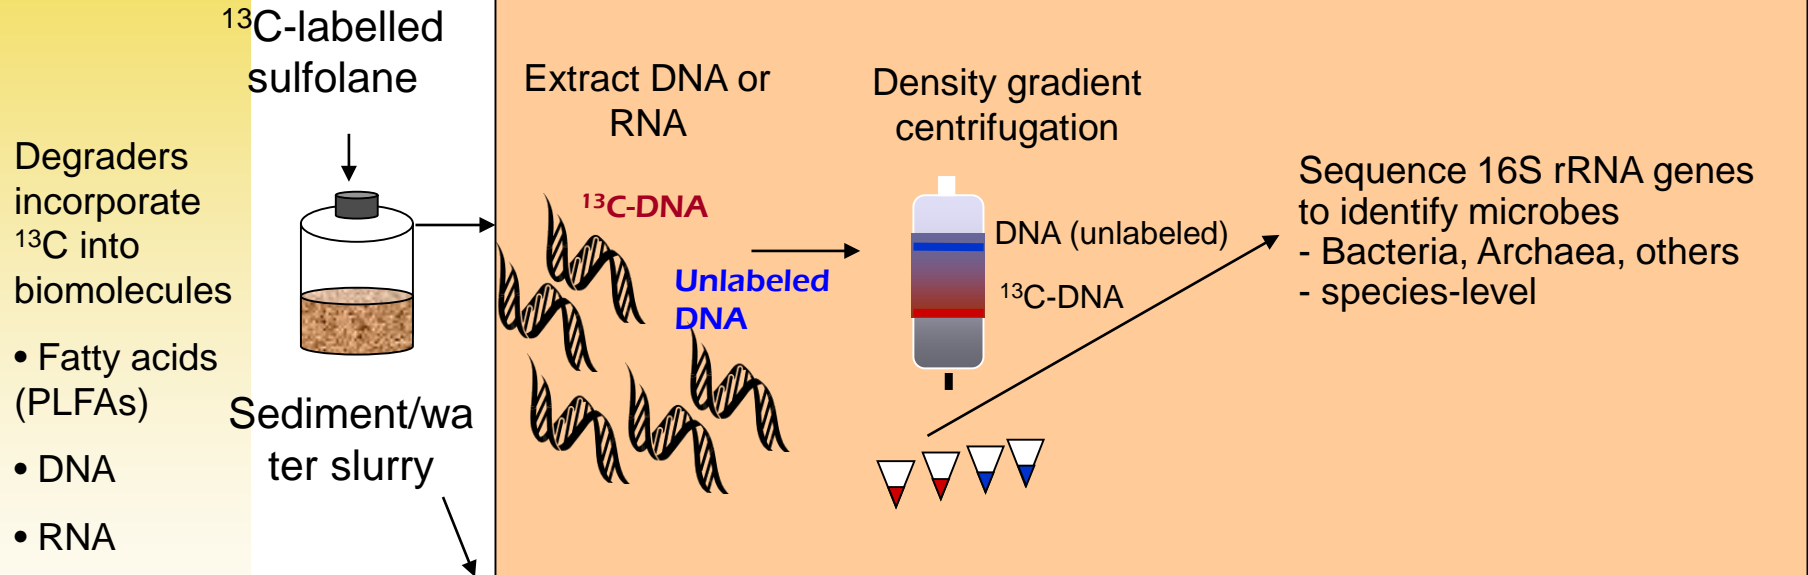 Degraders
incorporate
¹³C into
biomolecules
• Fatty acids
(PLFAs)
• DNA
• RNA
¹³C-labelled
sulfolane
Sediment/wa
ter slurry
Extract DNA or
RNA
¹³C-DNA
Unlabeled
DNA
Density gradient
centrifugation
DNA (unlabeled)
¹³C-DNA
Sequence 16S rRNA genes
to identify microbes
- Bacteria, Archaea, others
- species-level